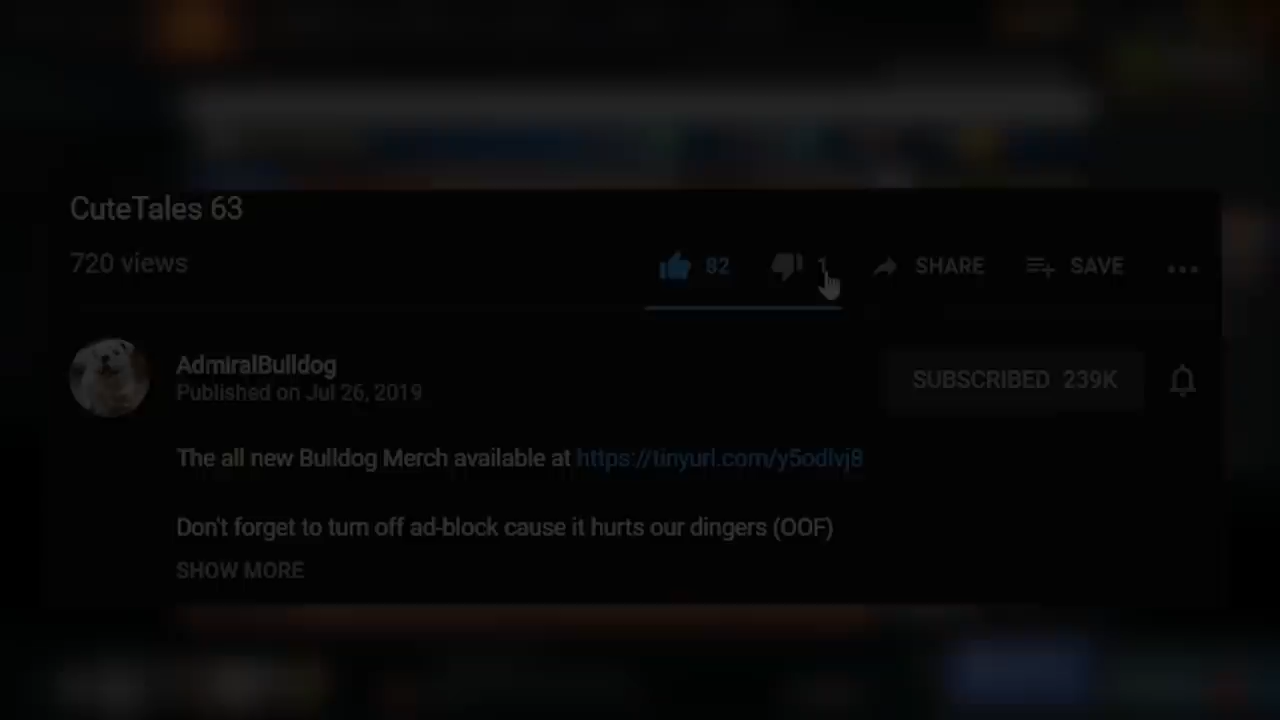 CuteTales 63
720 views
82 1 SHARE SAVE
AdmiralBulldog
Published on Jul 26, 2019
SUBSCRIBED 239K
The all new Bulldog Merch available at https://tinyurl.com/y5odlvj8
Don't forget to turn off ad-block cause it hurts our dingers (OOF)
SHOW MORE